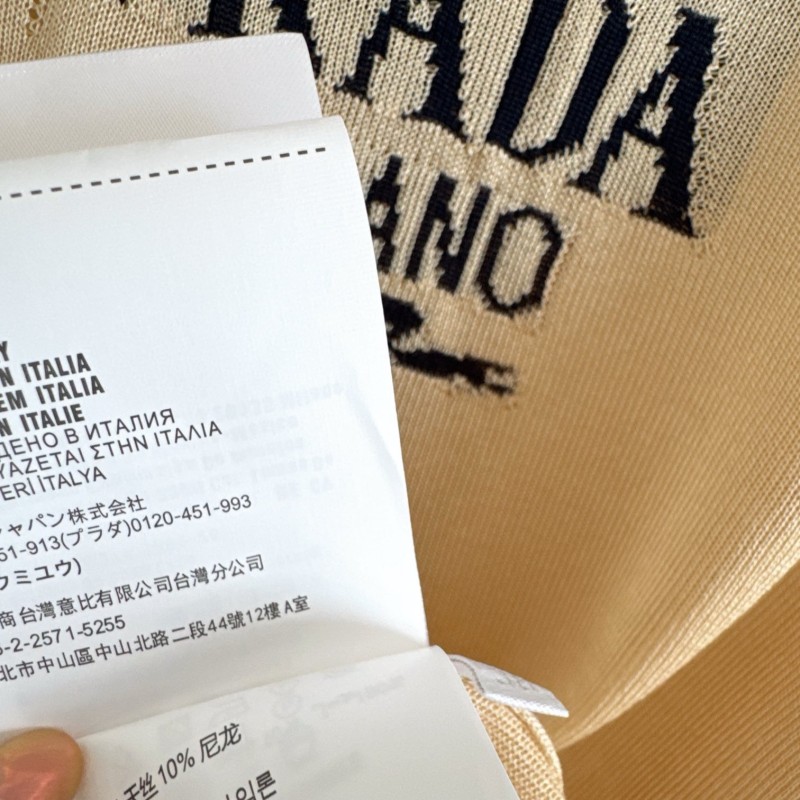 RADA
ANO
Y
N ITALIA
EM ITALIA
N ITALIE
ДЕНО В ИТАЛИЯ
ΥΑΖΕΤΑΙ ΣΤΗΝ ΙΤΑΛΙΑ
ERİ İTALYA
ャパン株式会社
51-913(プラダ)0120-451-993
ウミユウ)
商台灣意比有限公司台灣分公司
-2-2571-5255
北市中山區中山北路二段44號12樓A室
丝 10% 尼龙